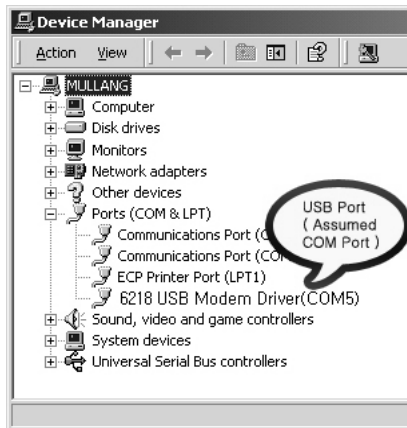 Device Manager
Action View
MULLANG
Computer
Disk drives
Monitors
Network adapters
Other devices
Ports (COM & LPT)
Communications Port
Communications Port
ECP Printer Port (LPT1)
6218 USB Modem Driver(COM5)
Sound, video and game controllers
System devices
Universal Serial Bus controllers
USB Port
( Assumed
COM Port )